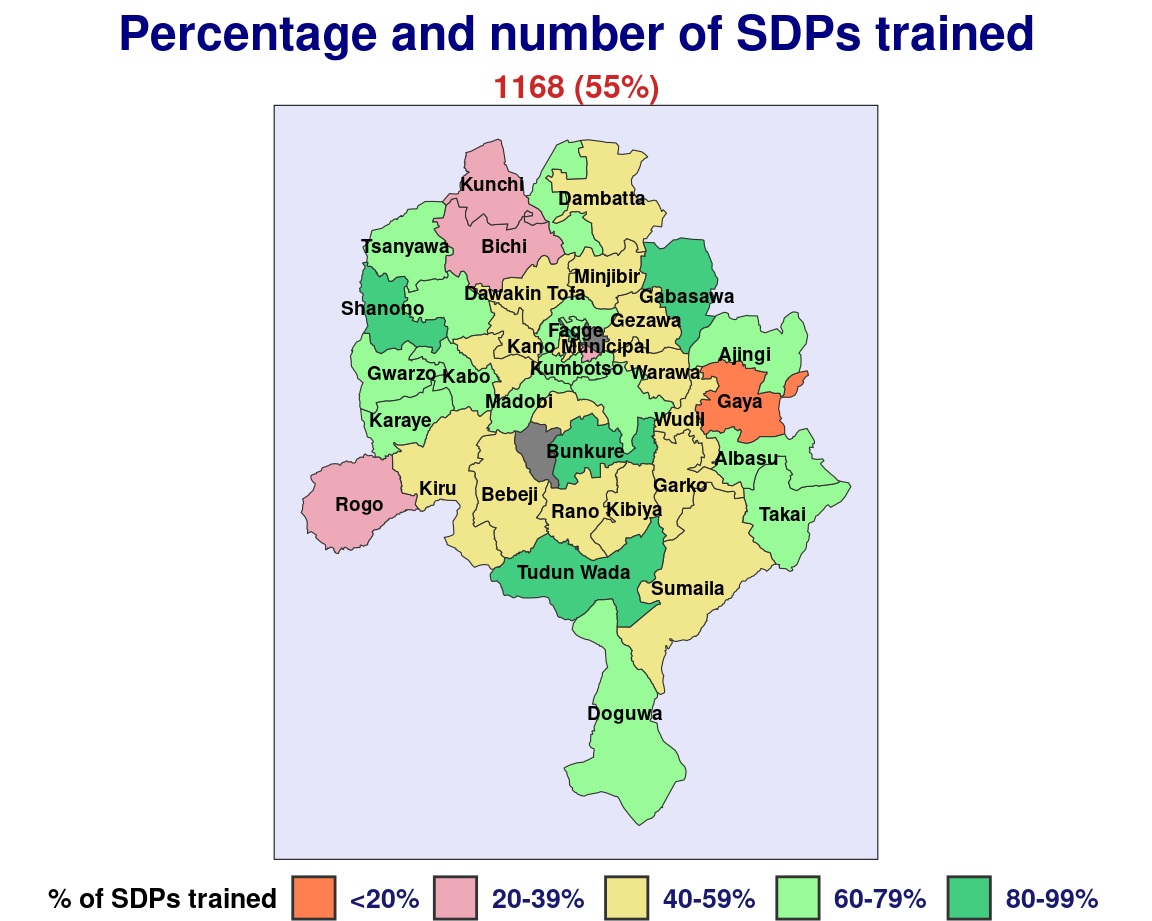 Percentage and number of SDPs trained
1168 (55%)
Kunchi
Dambatta
Tsanyawa
Bichi
Minjibir
Dawakin Tofa
Gabasawa
Shanono
Gezawa
Fagge
Kano Municipal
Ajingi
Kumbotso
Gwarzo
Kabo
Warawa
Madobi
Gaya
Karaye
Wudil
Bunkure
Albasu
Kiru
Garko
Bebeji
Rogo
Rano
Kibiya
Takai
Tudun Wada
Sumaila
Doguwa
% of SDPs trained <20% 20-39% 40-59% 60-79% 80-99%